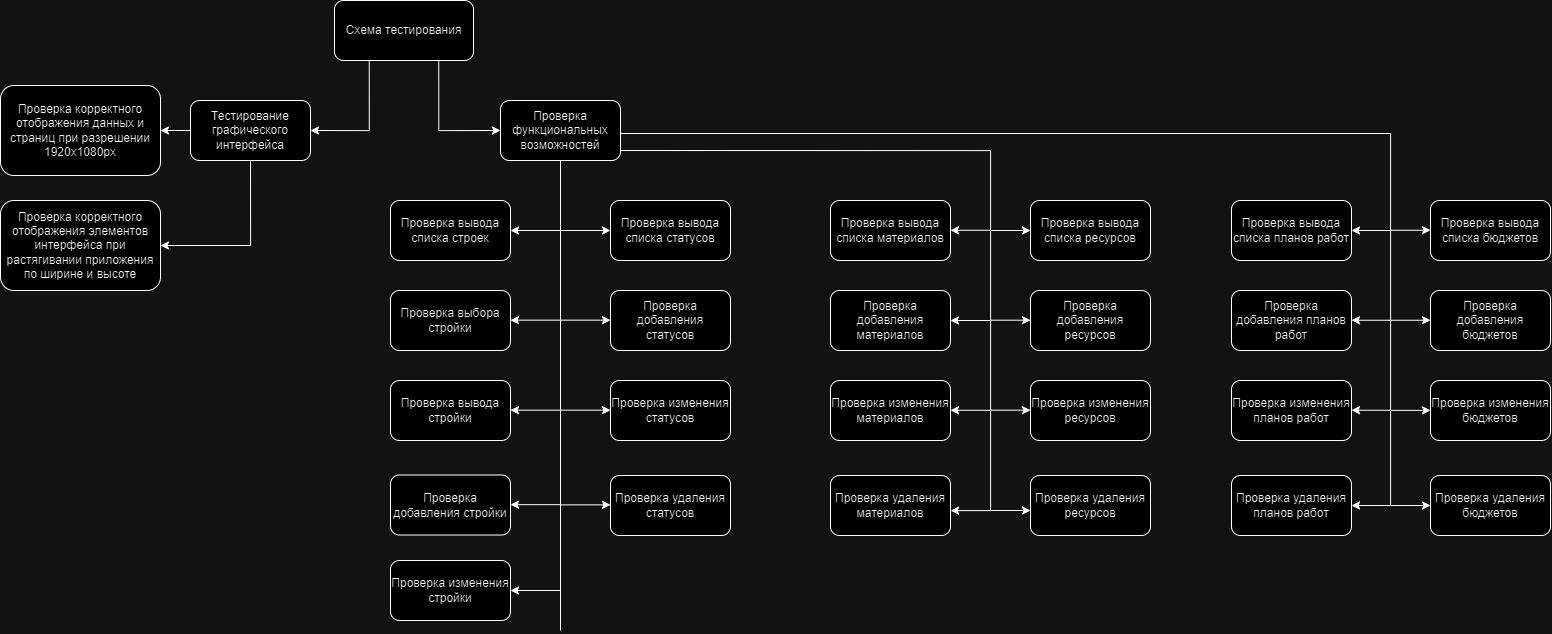 Схема тестирования
Проверка корректного
отображения данных и
страниц при разрешении
1920x1080px
Тестирование
графического
интерфейса
Проверка
функциональных
возможностей
Проверка корректного
отображения элементов
интерфейса при
растягивании приложения
по ширине и высоте
Проверка вывода
списка строек
Проверка вывода
списка статусов
Проверка вывода
списка материалов
Проверка вывода
списка ресурсов
Проверка вывода
списка планов работ
Проверка вывода
списка бюджетов
Проверка выбора
стройки
Проверка
добавления
статусов
Проверка
добавления
материалов
Проверка
добавления
ресурсов
Проверка
добавления планов
работ
Проверка
добавления
бюджетов
Проверка вывода
стройки
Проверка изменения
статусов
Проверка изменения
материалов
Проверка изменения
ресурсов
Проверка изменения
планов работ
Проверка изменения
бюджетов
Проверка
добавления стройки
Проверка удаления
статусов
Проверка удаления
материалов
Проверка удаления
ресурсов
Проверка удаления
планов работ
Проверка удаления
бюджетов
Проверка изменения
стройки